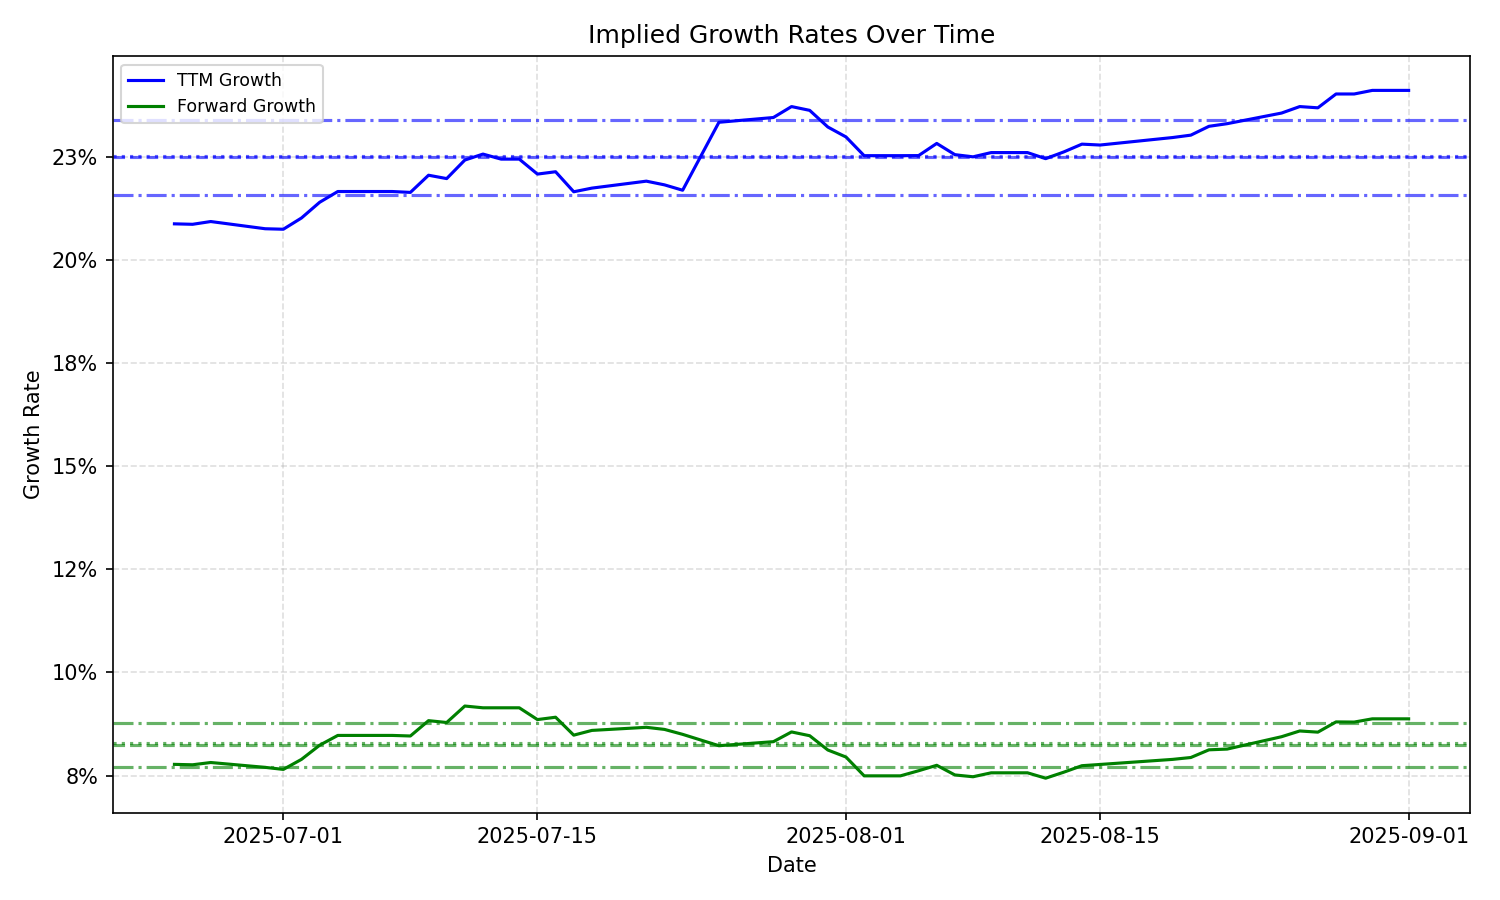 Implied Growth Rates Over Time
TTM Growth
Forward Growth
23%
20%
18%
15%
12%
10%
8%
Growth Rate
2025-07-01
2025-07-15
2025-08-01
2025-08-15
2025-09-01
Date